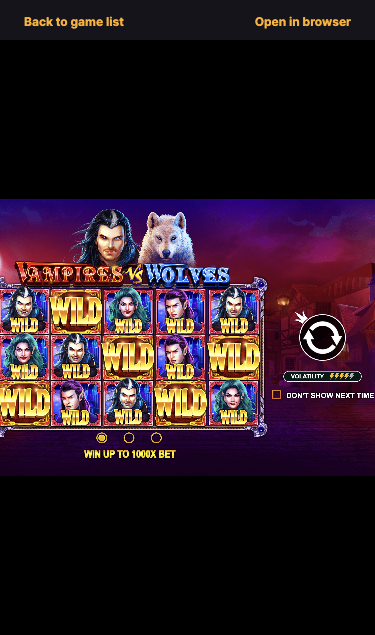 Back to game list
Open in browser
VAMPIRES VS WOLVES
WILD WILD WILD WILD WILD
WILD WILD WILD WILD WILD
WILD WILD WILD WILD WILD
VOLATILITY
DON'T SHOW NEXT TIME
WIN UP TO 1000X BET